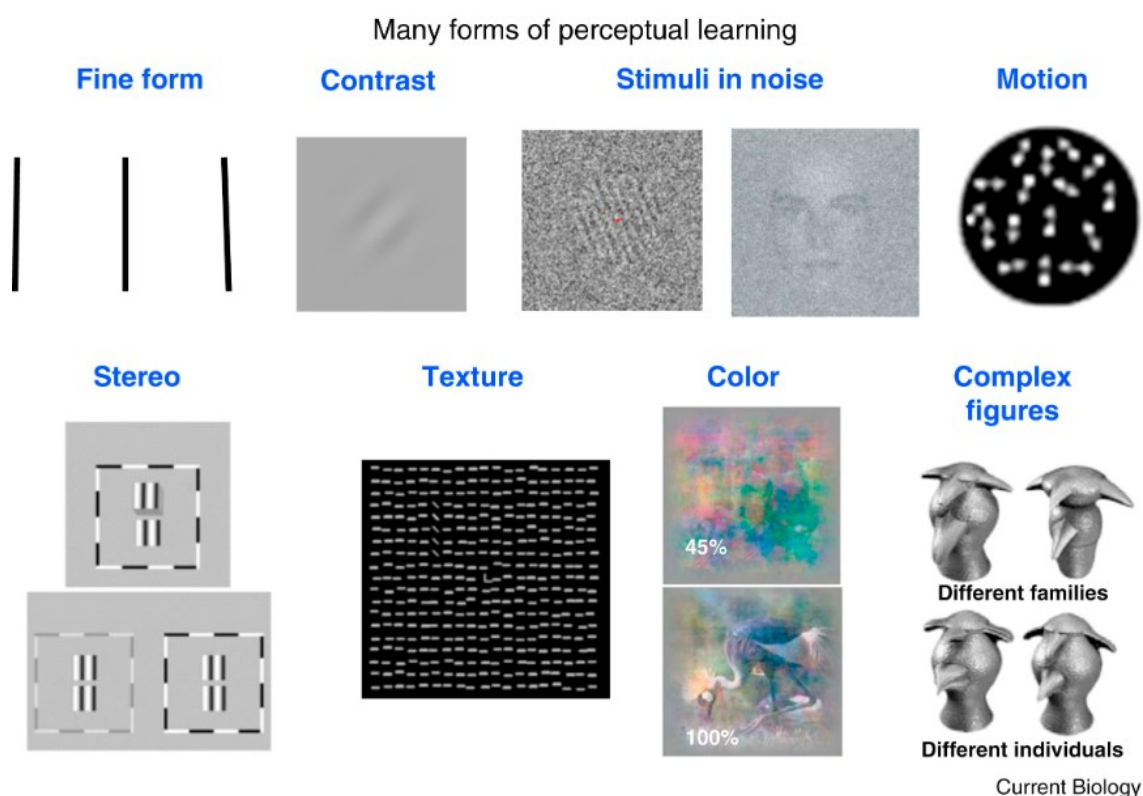 Many forms of perceptual learning
Fine form
Contrast
Stimuli in noise
Motion
Stereo
Texture
Color
Complex
figures
45%
100%
Different families
Different individuals
Current Biology